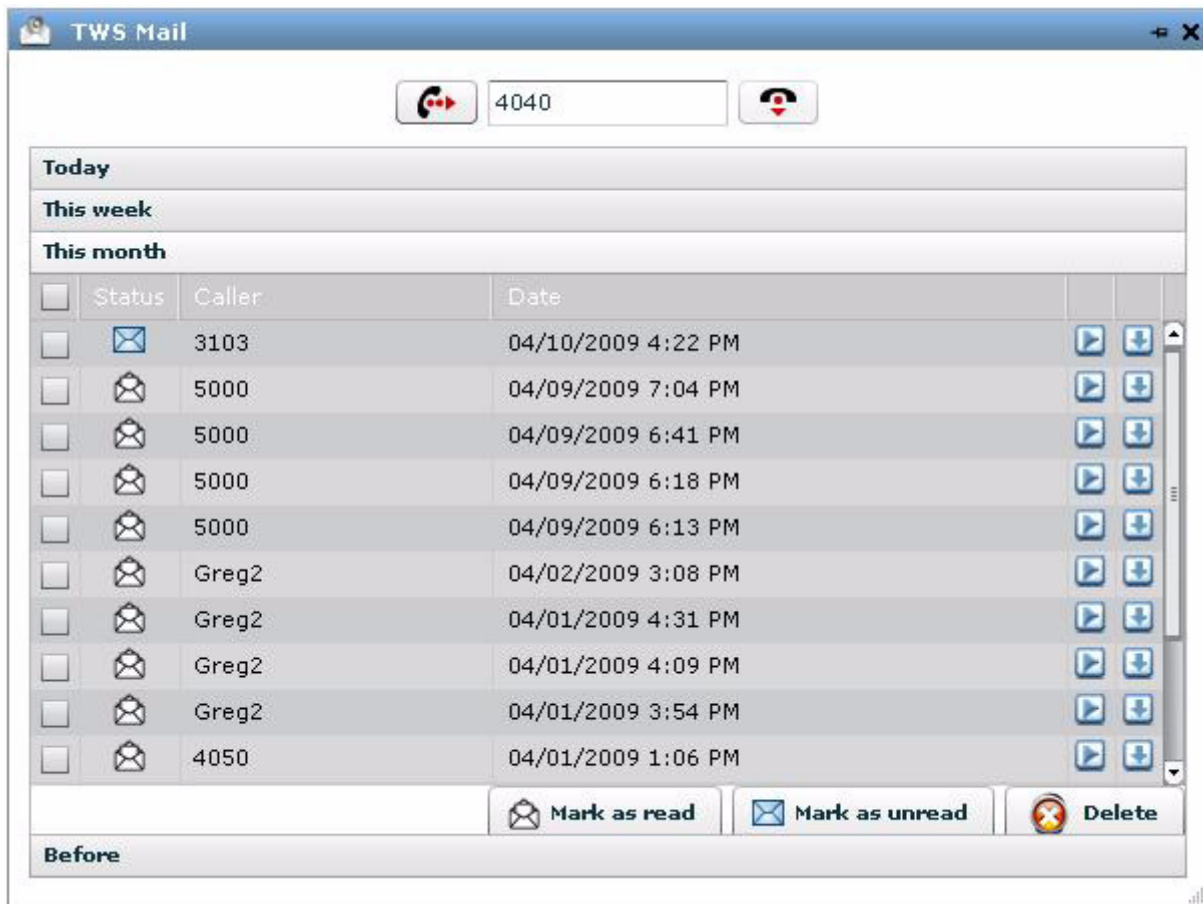 TWS Mail
4040
Today
This week
This month
Status Caller Date
3103 04/10/2009 4:22 PM
5000 04/09/2009 7:04 PM
5000 04/09/2009 6:41 PM
5000 04/09/2009 6:18 PM
5000 04/09/2009 6:13 PM
Greg2 04/02/2009 3:08 PM
Greg2 04/01/2009 4:31 PM
Greg2 04/01/2009 4:09 PM
Greg2 04/01/2009 3:54 PM
4050 04/01/2009 1:06 PM
Mark as read Mark as unread Delete
Before